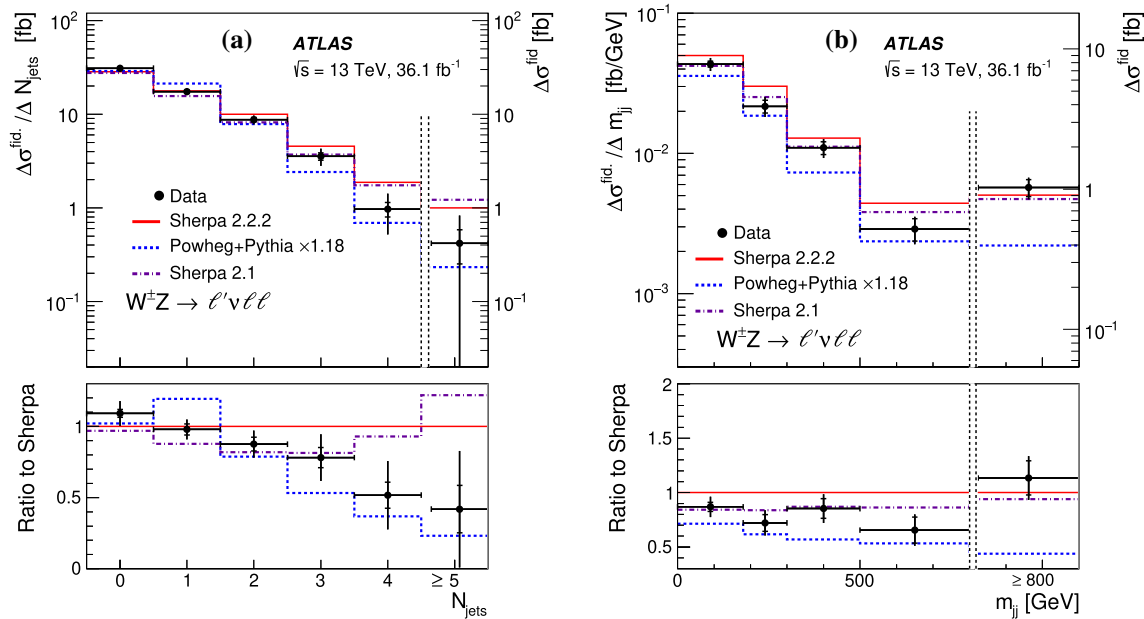 Δσ^fid. / Δ N_jets [fb]
10²
10
1
10⁻¹
(a)
ATLAS
√s = 13 TeV, 36.1 fb⁻¹
Data
Sherpa 2.2.2
Powheg+Pythia ×1.18
Sherpa 2.1
W±Z → ℓ′ν ℓℓ
10²
10
1
10⁻¹
Δσ^fid [fb]
Ratio to Sherpa
1
0.5
0
0 1 2 3 4 ≥ 5
N_jets
Δσ^fid. / Δ m_jj [fb/GeV]
10⁻¹
10⁻²
10⁻³
(b)
ATLAS
√s = 13 TeV, 36.1 fb⁻¹
Data
Sherpa 2.2.2
Powheg+Pythia ×1.18
Sherpa 2.1
W±Z → ℓ′ν ℓℓ
10
1
10⁻¹
Δσ^fid [fb]
Ratio to Sherpa
2
1.5
1
0.5
0 500 ≥ 800
m_jj [GeV]